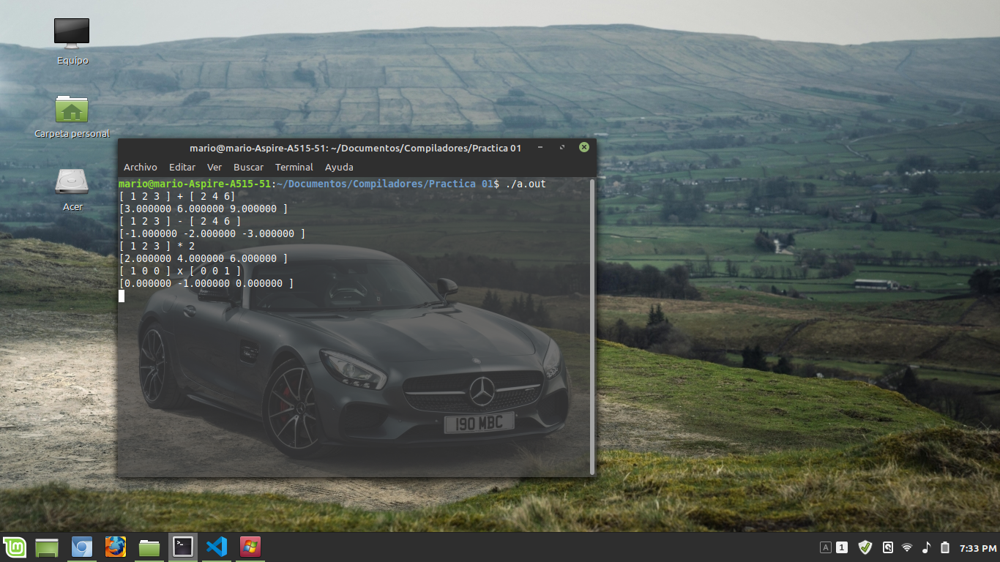 Equipo
Carpeta personal
Acer
mario@mario-Aspire-A515-51: ~/Documentos/Compiladores/Practica 01
Archivo Editar Ver Buscar Terminal Ayuda
mario@mario-Aspire-A515-51:~/Documentos/Compiladores/Practica 01$ ./a.out
[ 1 2 3 ] + [ 2 4 6]
[3.000000 6.000000 9.000000 ]
[ 1 2 3 ] - [ 2 4 6 ]
[-1.000000 -2.000000 -3.000000 ]
[ 1 2 3 ] * 2
[2.000000 4.000000 6.000000 ]
[ 1 0 0 ] x [ 0 0 1 ]
[0.000000 -1.000000 0.000000 ]
190 MBC
A 1 7:33 PM